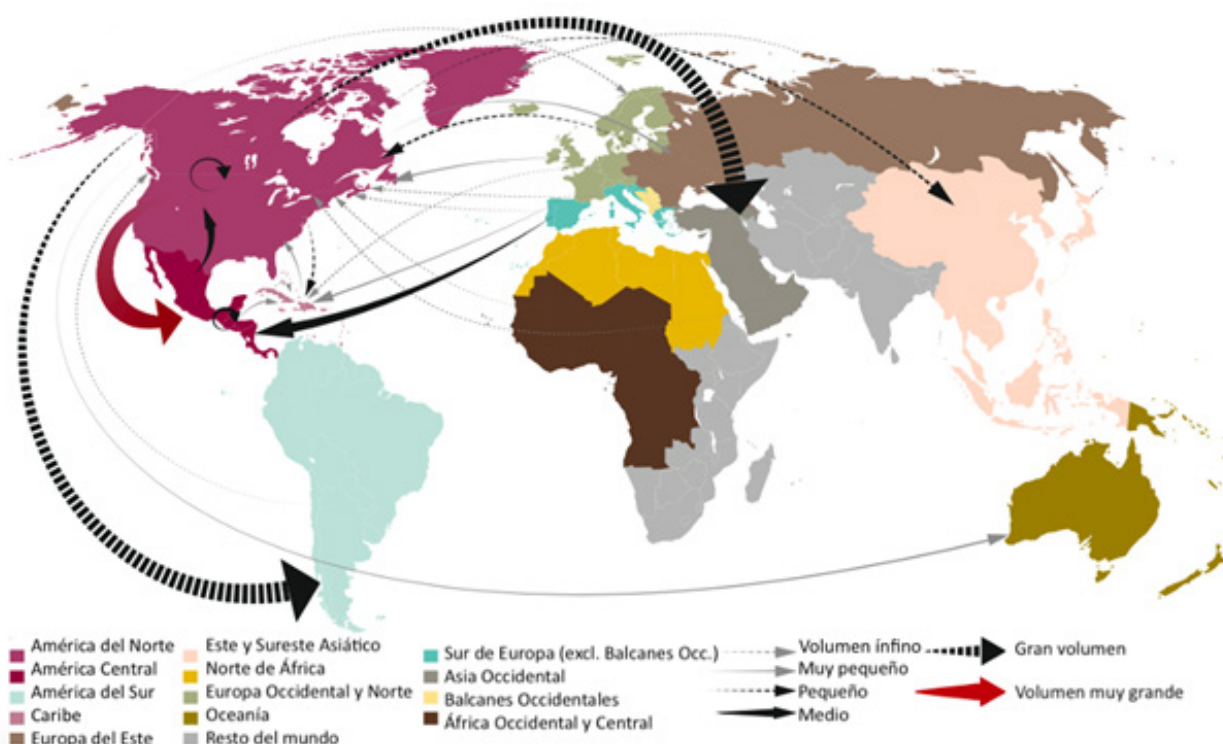 América del Norte
América Central
América del Sur
Caribe
Europa del Este
Este y Sureste Asiático
Norte de África
Europa Occidental y Norte
Oceanía
Resto del mundo
Sur de Europa (excl. Balcanes Occ.)
Asia Occidental
Balcanes Occidentales
África Occidental y Central
Volumen ínfino
Muy pequeño
Pequeño
Medio
Gran volumen
Volumen muy grande